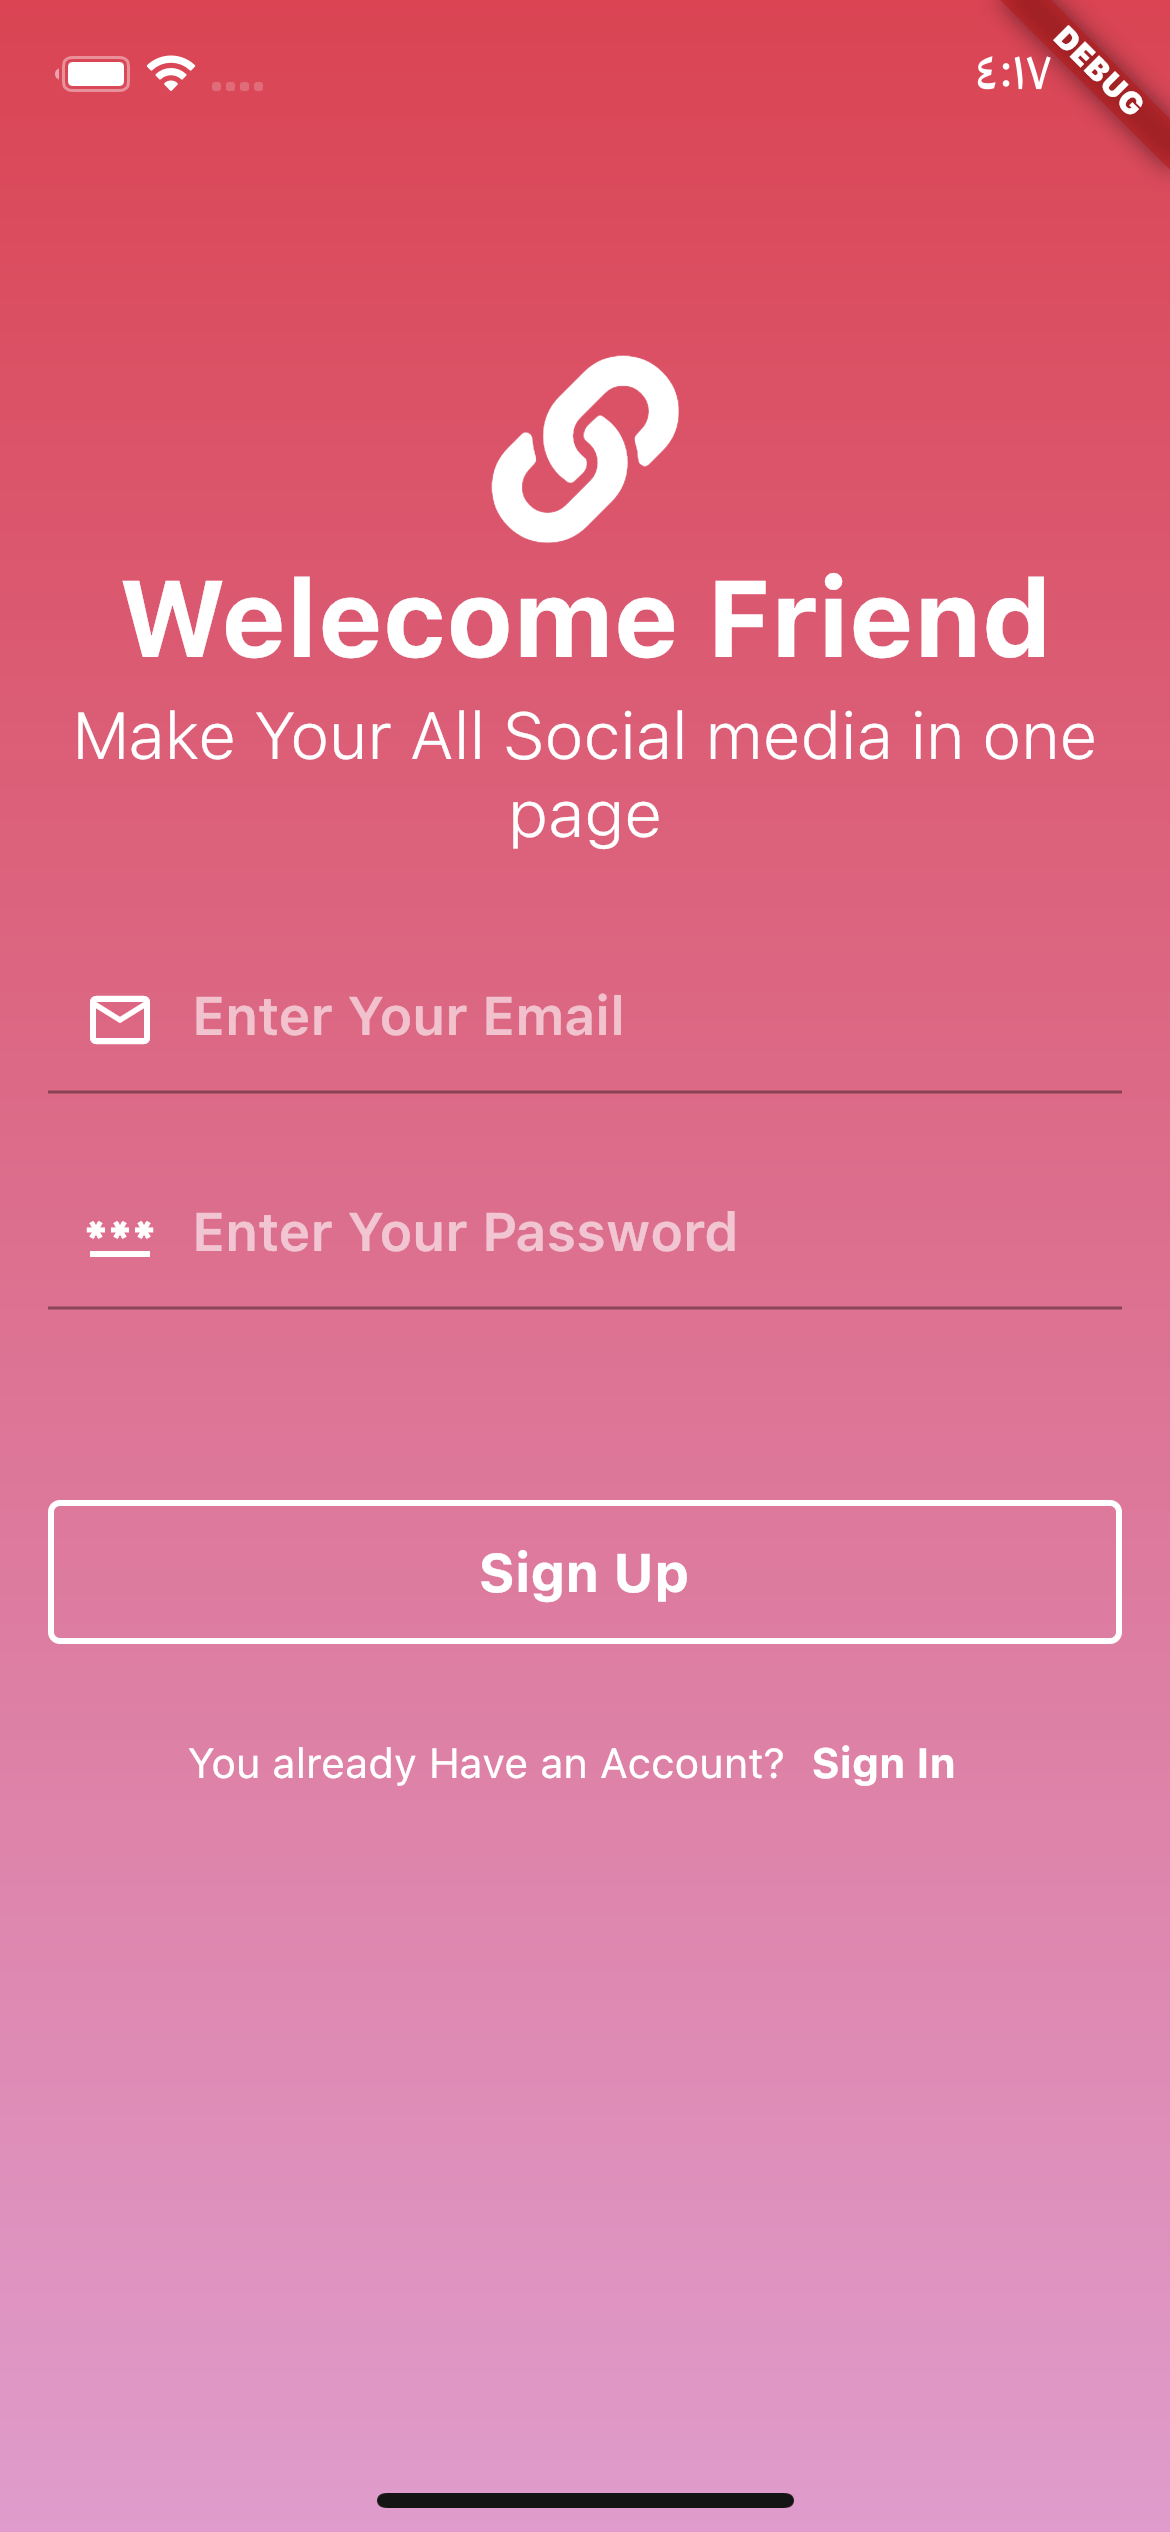 ٤:١٧
DEBUG
Welecome Friend
Make Your All Social media in one
page
Enter Your Email
Enter Your Password
Sign Up
You already Have an Account? Sign In